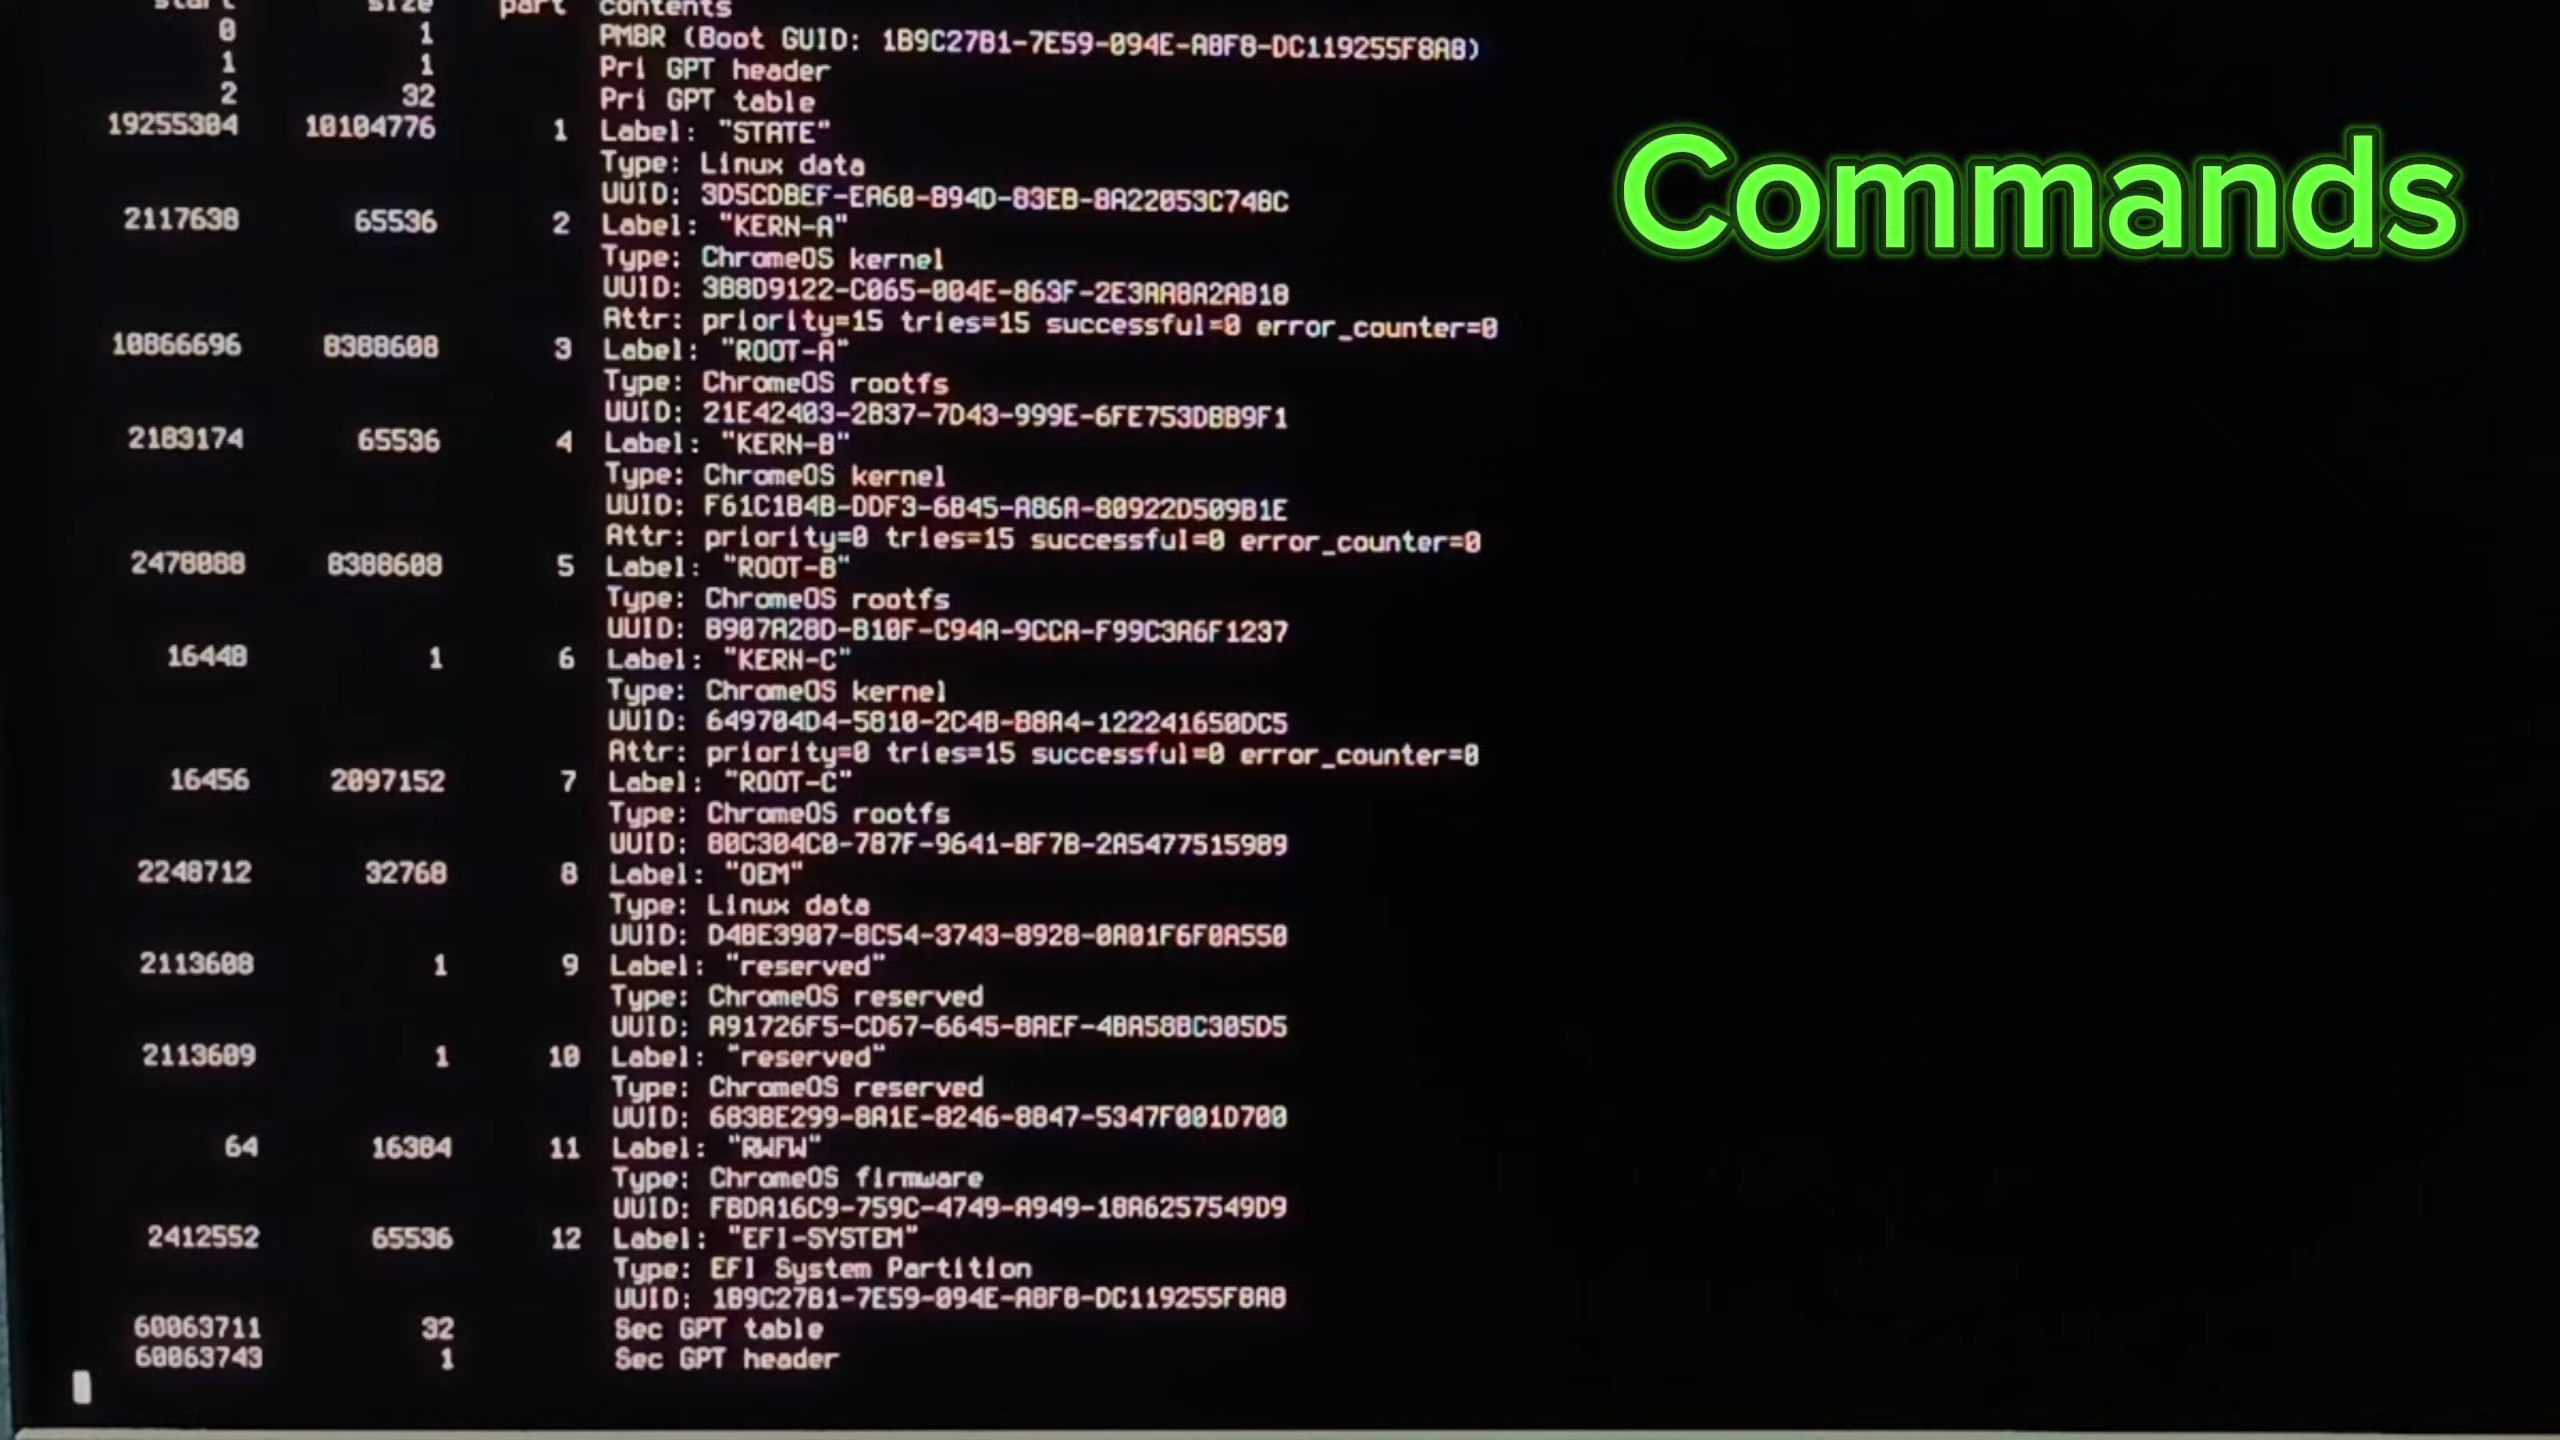 start size part contents
0 1 PMBR (Boot GUID: 1B9C27B1-7E59-094E-A8F8-DC119255F8A8)
1 1 Pri GPT header
2 32 Pri GPT table
19255304 10104776 1 Label: "STATE"
Type: Linux data
UUID: 3D5CDBEF-EA60-894D-83EB-8A22053C748C
2117638 65536 2 Label: "KERN-A"
Type: ChromeOS kernel
UUID: 3B8D9122-C065-004E-863F-2E3AA8A2AB18
Attr: priority=15 tries=15 successful=0 error_counter=0
10866696 8388608 3 Label: "ROOT-A"
Type: ChromeOS rootfs
UUID: 21E42403-2B37-7D43-999E-6FE753DBB9F1
2183174 65536 4 Label: "KERN-B"
Type: ChromeOS kernel
UUID: F61C1B4B-DDF3-6B45-A86A-80922D509B1E
Attr: priority=0 tries=15 successful=0 error_counter=0
2478088 8388608 5 Label: "ROOT-B"
Type: ChromeOS rootfs
UUID: B907A28D-B10F-C94A-9CCA-F99C3A6F1237
16448 1 6 Label: "KERN-C"
Type: ChromeOS kernel
UUID: 649704D4-5810-2C4B-B8A4-122241650DC5
Attr: priority=0 tries=15 successful=0 error_counter=0
16456 2097152 7 Label: "ROOT-C"
Type: ChromeOS rootfs
UUID: 80C304C0-787F-9641-BF7B-2A5477515989
2248712 32768 8 Label: "OEM"
Type: Linux data
UUID: D4BE3907-8C54-3743-8928-0A01F6F0A550
2113608 1 9 Label: "reserved"
Type: ChromeOS reserved
UUID: A91726F5-CD67-6645-8AEF-4BA58BC305D5
2113609 1 10 Label: "reserved"
Type: ChromeOS reserved
UUID: 683BE299-8A1E-8246-8B47-5347F001D700
64 16384 11 Label: "RWFW"
Type: ChromeOS firmware
UUID: FBDA16C9-759C-4749-A949-18A6257549D9
2412552 65536 12 Label: "EFI-SYSTEM"
Type: EFI System Partition
UUID: 1B9C27B1-7E59-094E-A8F8-DC119255F8A8
60063711 32 Sec GPT table
60063743 1 Sec GPT header
Commands